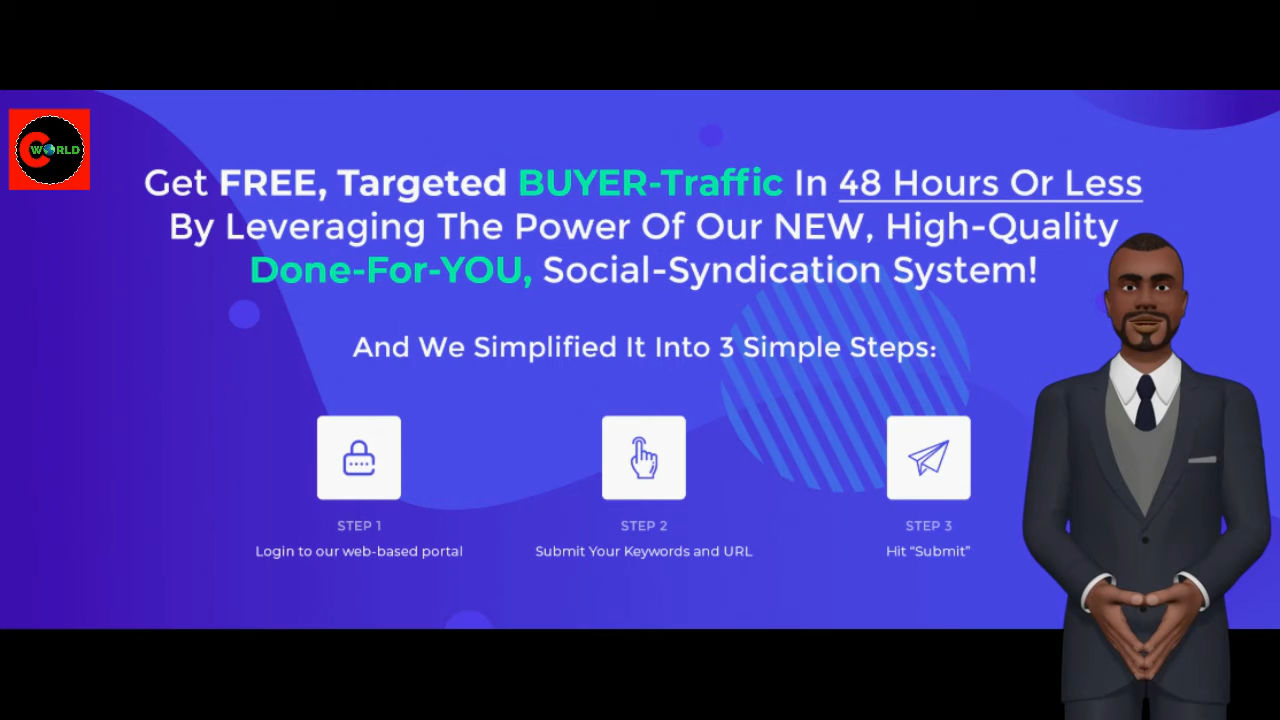 C WORLD
Get FREE, Targeted BUYER-Traffic In 48 Hours Or Less
By Leveraging The Power Of Our NEW, High-Quality
Done-For-YOU, Social-Syndication System!
And We Simplified It Into 3 Simple Steps:
STEP 1
Login to our web-based portal
STEP 2
Submit Your Keywords and URL
STEP 3
Hit “Submit”